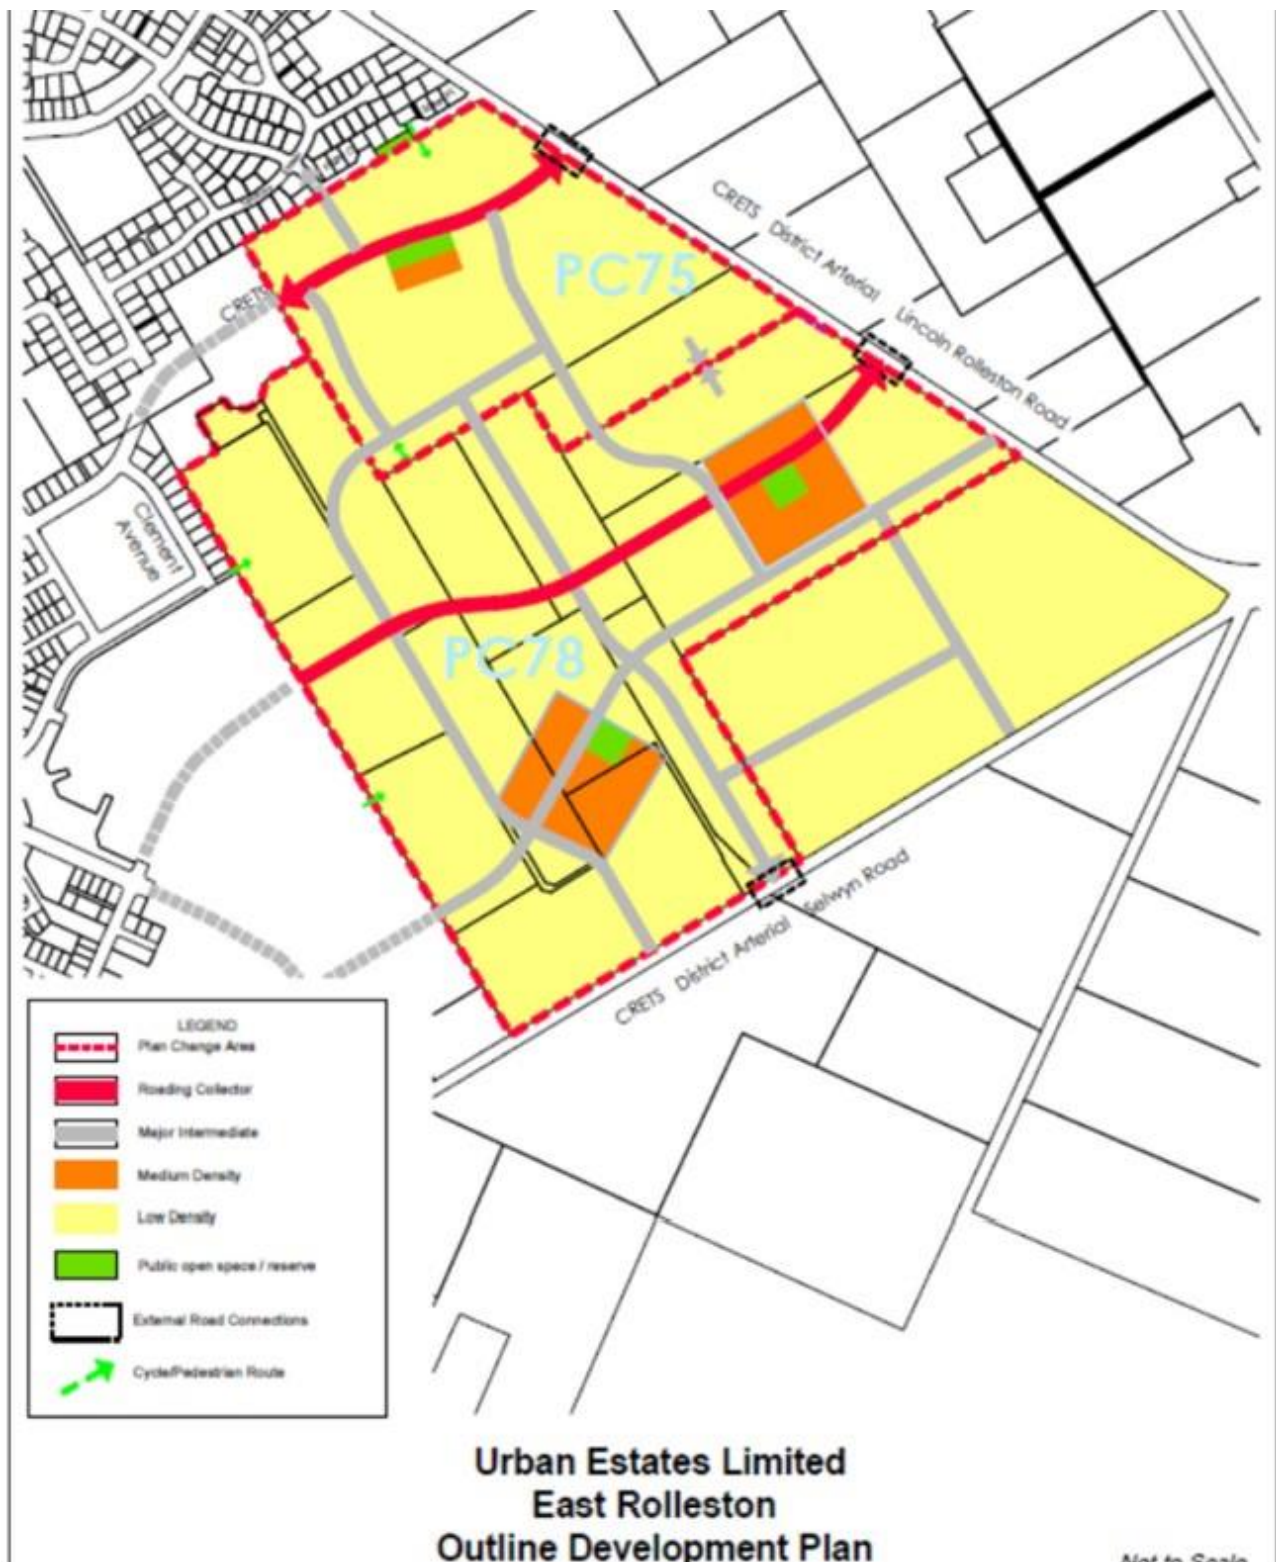 PC75
CRETS District Arterial Lincoln Rolleston Road
CRETS
Clement
Avenue
PC78
CRETS District Arterial Selwyn Road
LEGEND
Plan Change Area
Roading Collector
Major Intermediate
Medium Density
Low Density
Public open space / reserve
External Road Connections
Cycle/Pedestrian Route
Urban Estates Limited
East Rolleston
Outline Development Plan
Not to Scale